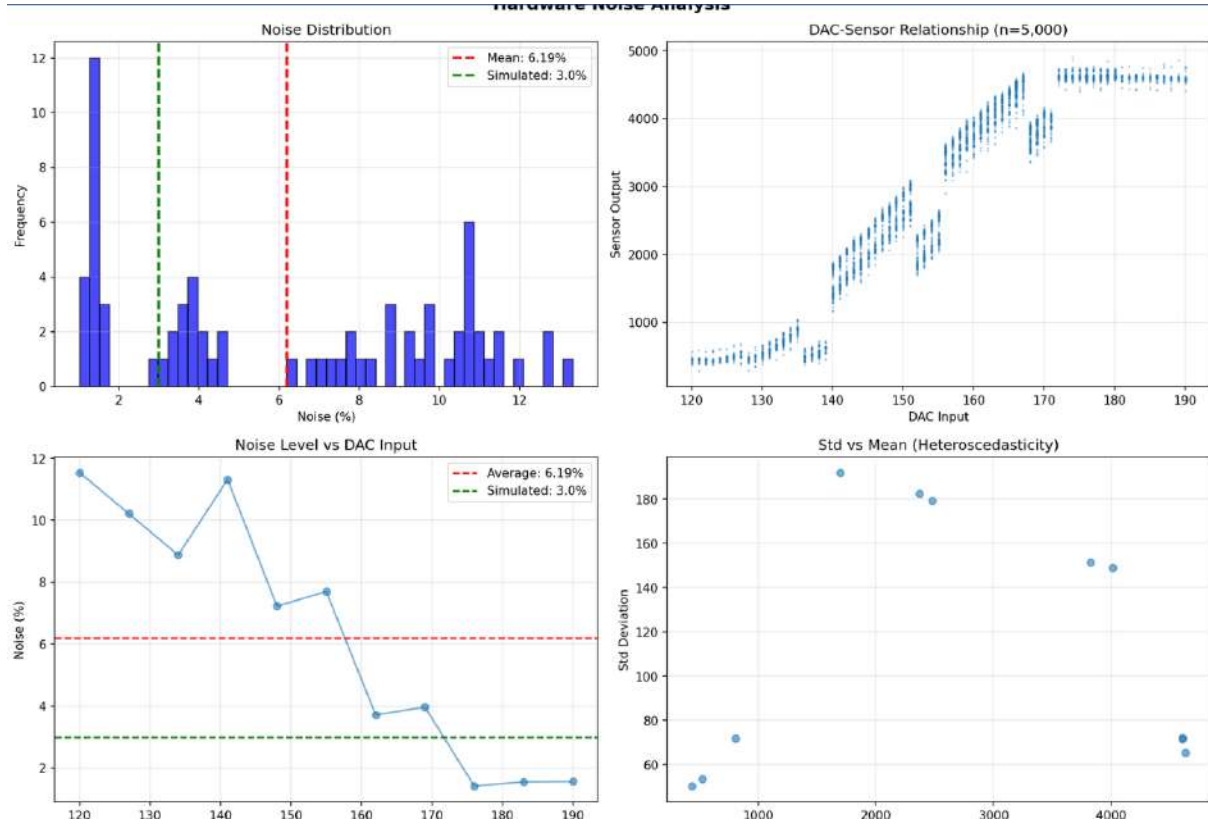 Hardware Noise Analysis
Noise Distribution
Mean: 6.19%
Simulated: 3.0%
12
10
8
6
4
2
0
Frequency
2 4 6 8 10 12
Noise (%)
DAC-Sensor Relationship (n=5,000)
5000
4000
3000
2000
1000
Sensor Output
120 130 140 150 160 170 180 190
DAC Input
Noise Level vs DAC Input
Average: 6.19%
Simulated: 3.0%
12
10
8
6
4
2
Noise (%)
120 130 140 150 160 170 180 190
Std vs Mean (Heteroscedasticity)
180
160
140
120
100
80
60
Std Deviation
1000 2000 3000 4000